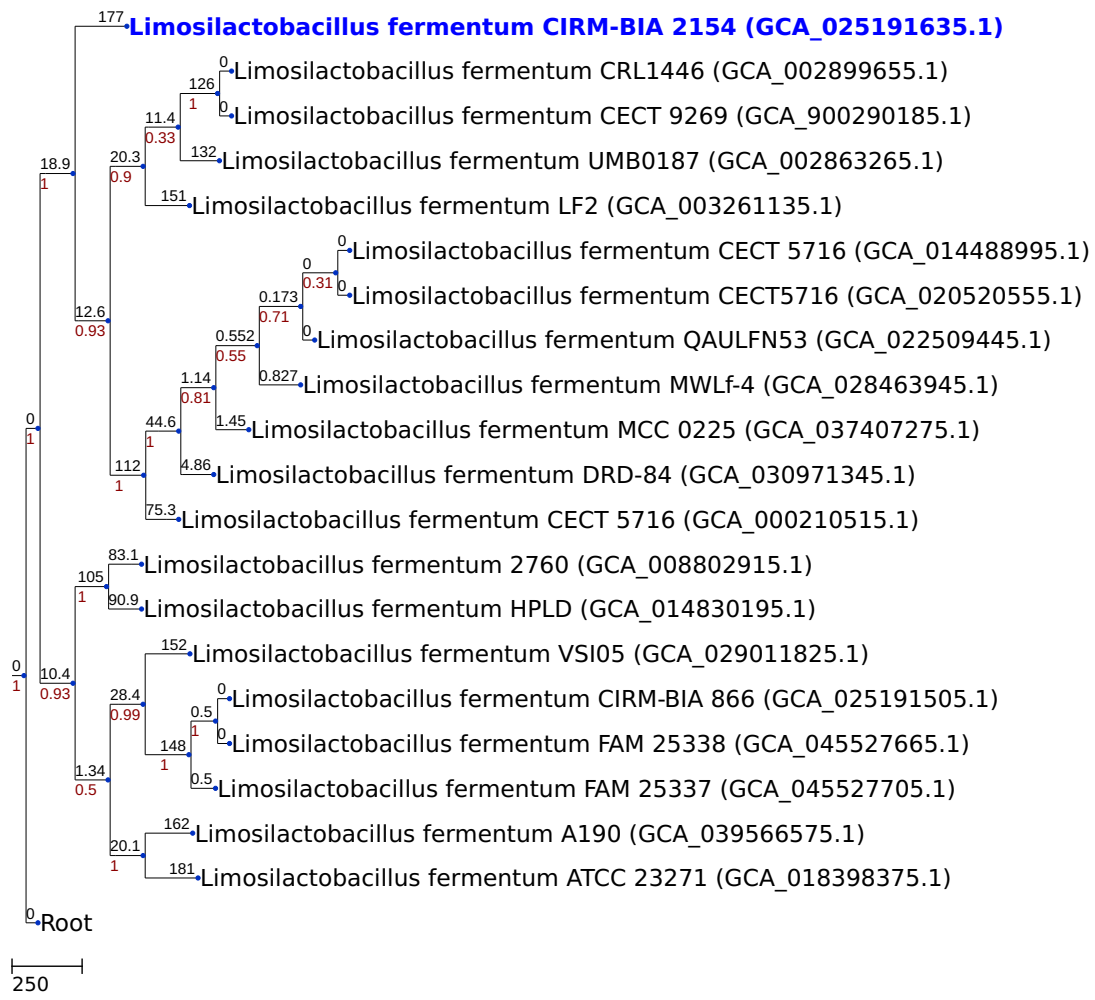 177
Limosilactobacillus fermentum CIRM-BIA 2154 (GCA_025191635.1)
0
Limosilactobacillus fermentum CRL1446 (GCA_002899655.1)
126
1
0
Limosilactobacillus fermentum CECT 9269 (GCA_900290185.1)
11.4
0.33
132
Limosilactobacillus fermentum UMB0187 (GCA_002863265.1)
18.9
1
20.3
0.9
151
Limosilactobacillus fermentum LF2 (GCA_003261135.1)
0
Limosilactobacillus fermentum CECT 5716 (GCA_014488995.1)
0
0.31
0
Limosilactobacillus fermentum CECT5716 (GCA_020520555.1)
0.173
0.71
12.6
0.93
0
Limosilactobacillus fermentum QAULFN53 (GCA_022509445.1)
0.552
0.55
0.827
Limosilactobacillus fermentum MWLf-4 (GCA_028463945.1)
1.14
0.81
1.45
Limosilactobacillus fermentum MCC 0225 (GCA_037407275.1)
0
1
44.6
1
4.86
Limosilactobacillus fermentum DRD-84 (GCA_030971345.1)
112
1
75.3
Limosilactobacillus fermentum CECT 5716 (GCA_000210515.1)
83.1
Limosilactobacillus fermentum 2760 (GCA_008802915.1)
105
1
90.9
Limosilactobacillus fermentum HPLD (GCA_014830195.1)
152
Limosilactobacillus fermentum VSI05 (GCA_029011825.1)
0
1
10.4
0.93
28.4
0.99
0
Limosilactobacillus fermentum CIRM-BIA 866 (GCA_025191505.1)
0.5
1
0
Limosilactobacillus fermentum FAM 25338 (GCA_045527665.1)
148
1
1.34
0.5
0.5
Limosilactobacillus fermentum FAM 25337 (GCA_045527705.1)
162
Limosilactobacillus fermentum A190 (GCA_039566575.1)
20.1
1
181
Limosilactobacillus fermentum ATCC 23271 (GCA_018398375.1)
0
Root
250